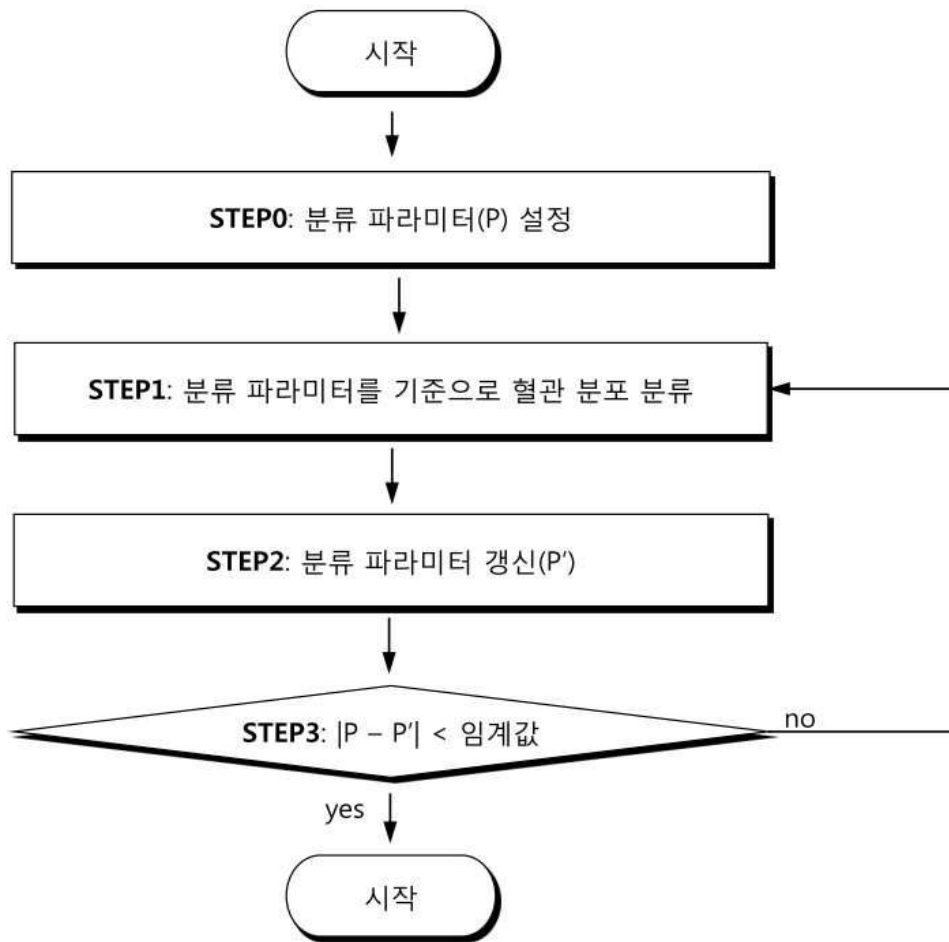 시작
STEP0: 분류 파라미터(P) 설정
STEP1: 분류 파라미터를 기준으로 혈관 분포 분류
STEP2: 분류 파라미터 갱신(P′)
STEP3: |P – P′| < 임계값
no
yes
시작